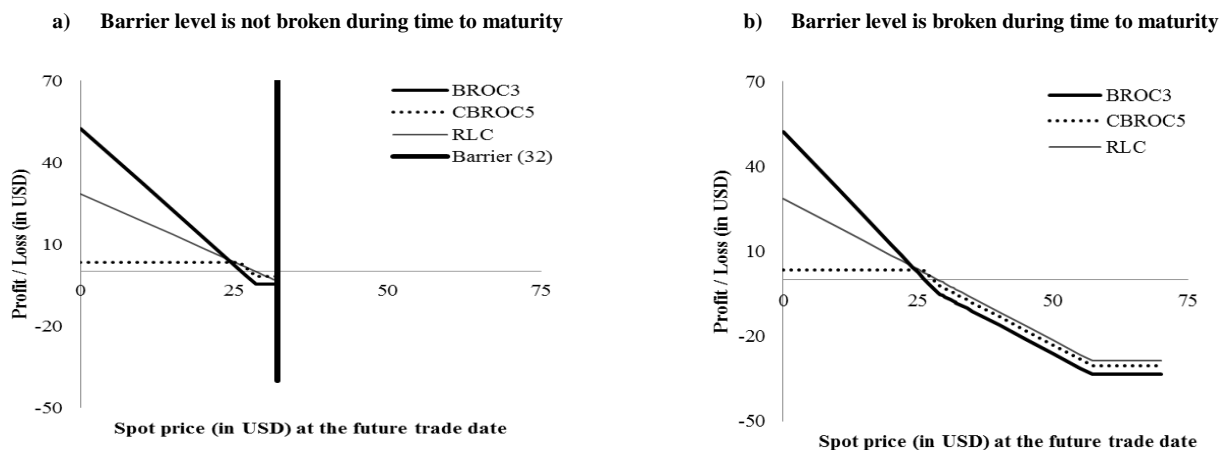 a) Barrier level is not broken during time to maturity
70
40
10
-20
-50
Profit / Loss (in USD)
0
25
50
75
BROC3
CBROC5
RLC
Barrier (32)
Spot price (in USD) at the future trade date
b) Barrier level is broken during time to maturity
70
40
10
-20
-50
Profit / Loss (in USD)
0
25
50
75
BROC3
CBROC5
RLC
Spot price (in USD) at the future trade date